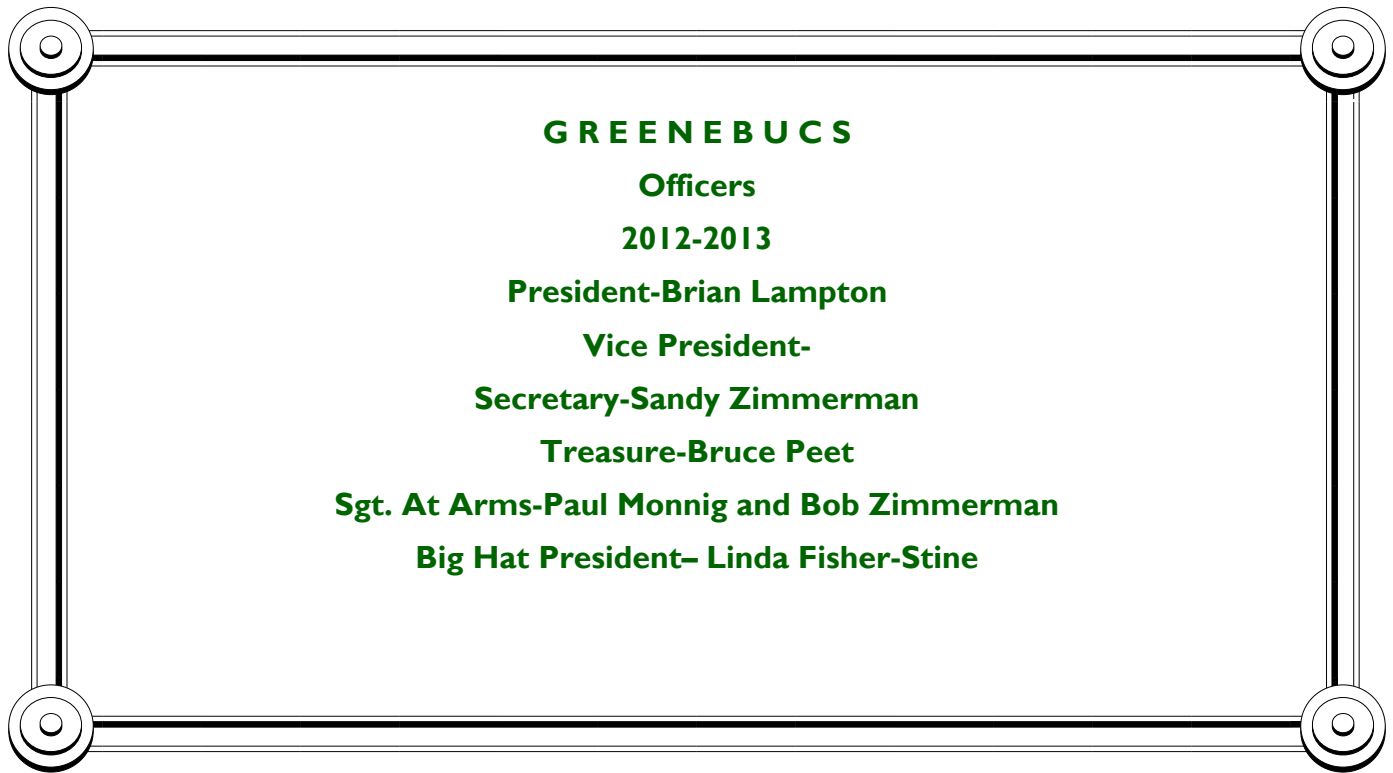 G R E E N E B U C S
Officers
2012-2013
President-Brian Lampton
Vice President-
Secretary-Sandy Zimmerman
Treasure-Bruce Peet
Sgt. At Arms-Paul Monnig and Bob Zimmerman
Big Hat President– Linda Fisher-Stine